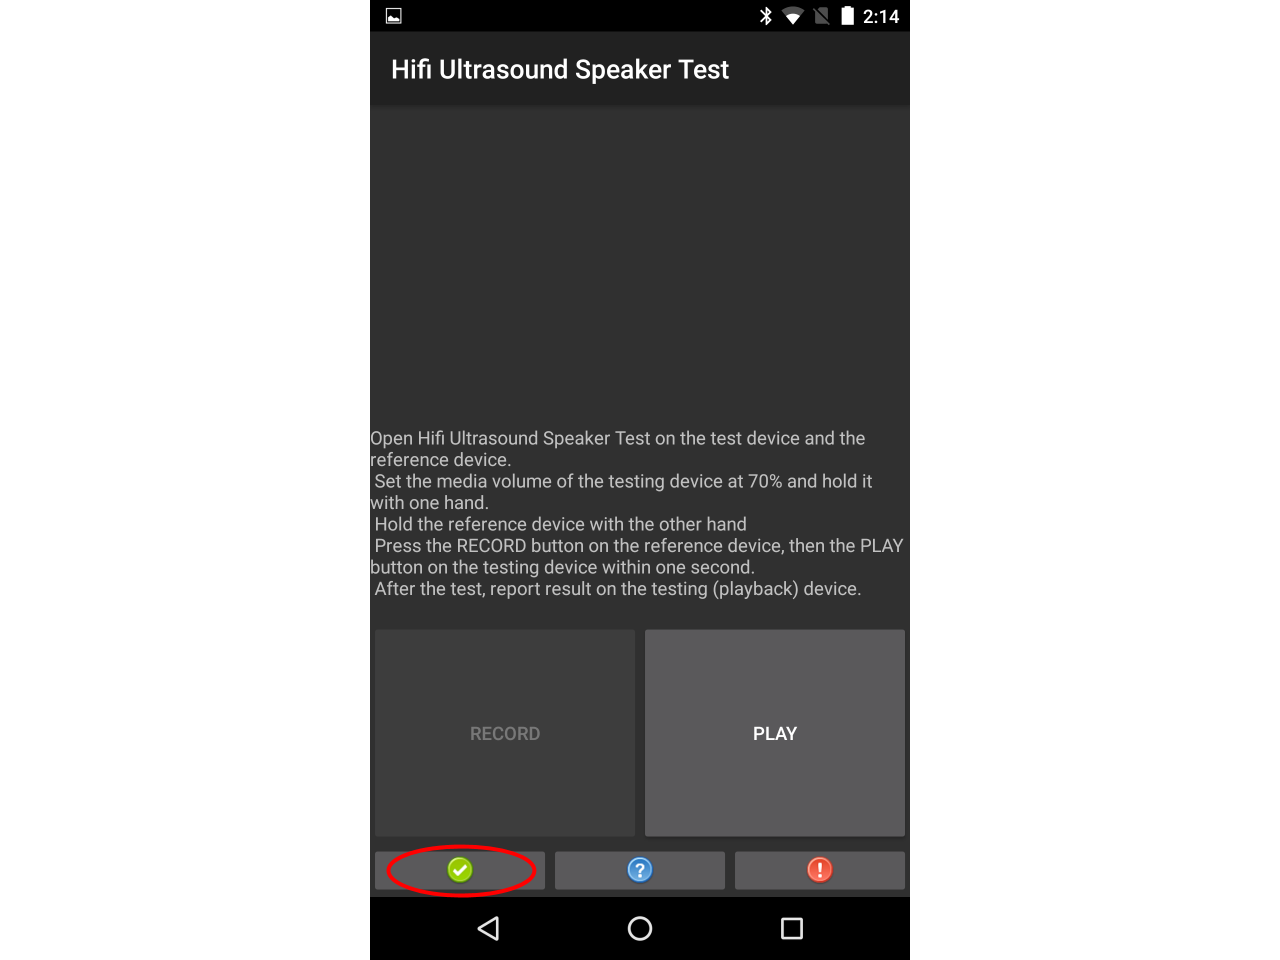 2:14
Hifi Ultrasound Speaker Test
Open Hifi Ultrasound Speaker Test on the test device and the
reference device.
Set the media volume of the testing device at 70% and hold it
with one hand.
Hold the reference device with the other hand
Press the RECORD button on the reference device, then the PLAY
button on the testing device within one second.
After the test, report result on the testing (playback) device.
RECORD
PLAY